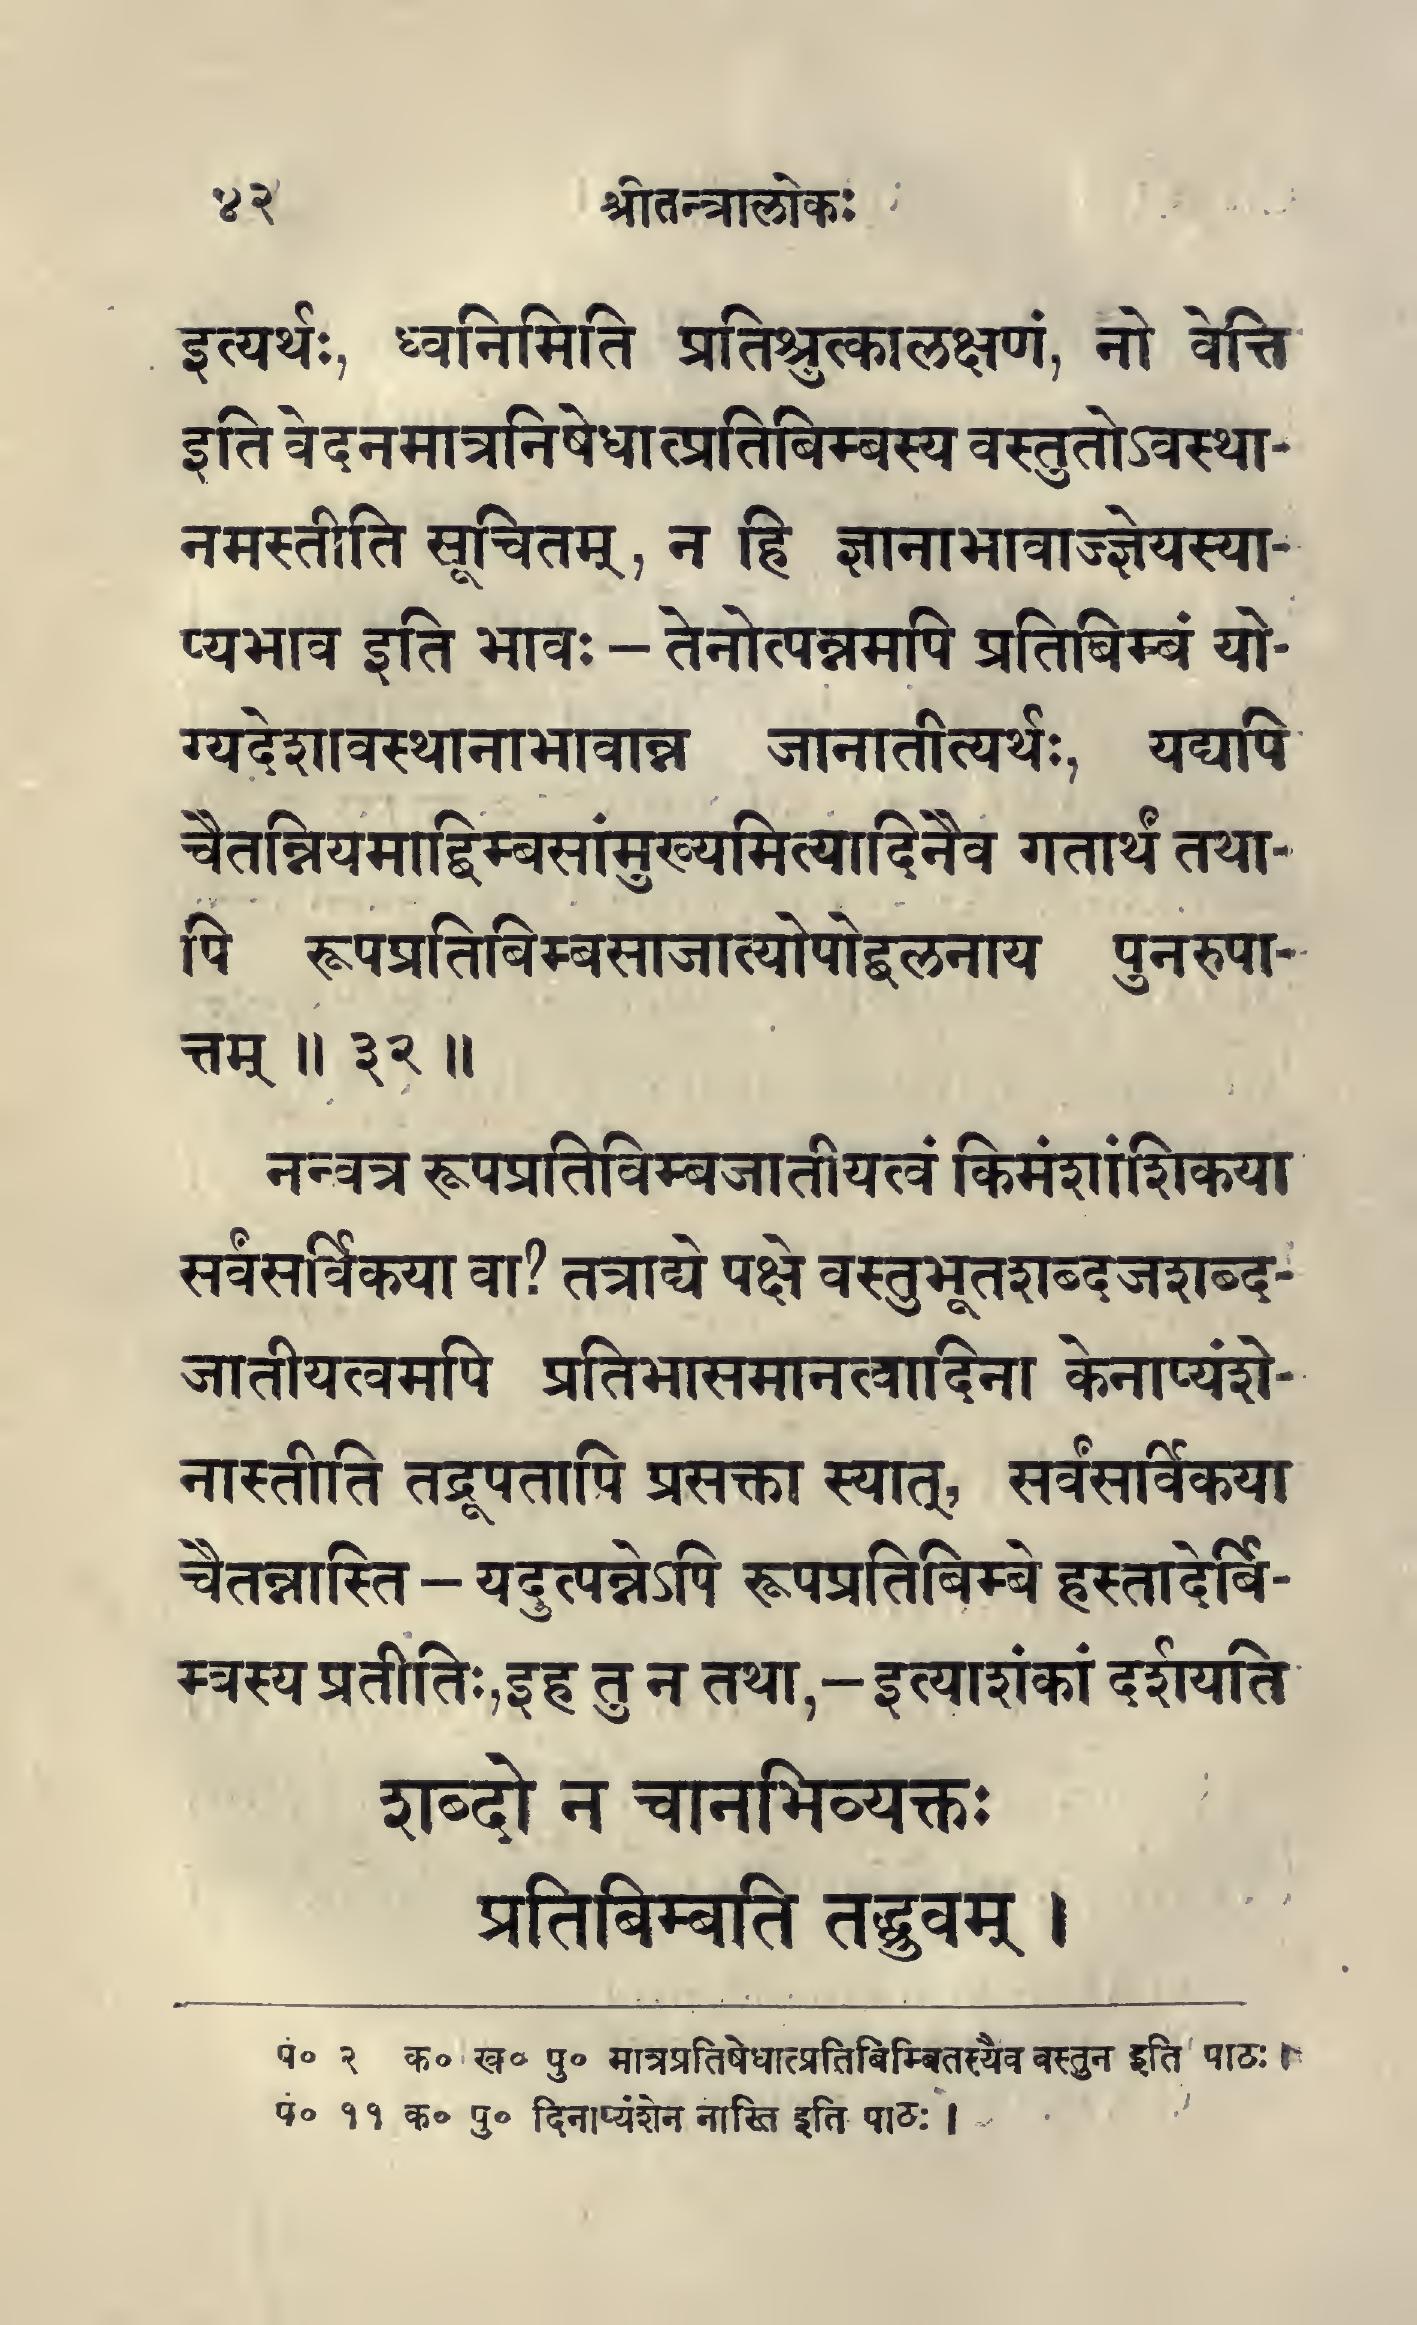 ४२ श्रीतन्त्रालोकः
इत्यर्थः, ध्वनिमिति प्रतिश्रुत्कालक्षणं, नो वेत्ति
इति वेदनमात्रनिषेधात्प्रतिबिम्बस्य वस्तुतोऽवस्था-
नमस्तीति सूचितम्, न हि ज्ञानाभावाज्ज्ञेयस्या-
प्यभाव इति भावः – तेनोत्पन्नमपि प्रतिबिम्बं यो-
ग्यदेशावस्थानाभावान्न जानातीत्यर्थः, यद्यपि
चैतन्नियमाद्बिम्बसांमुख्यमित्यादिनैव गतार्थं तथा-
पि रूपप्रतिबिम्बसाजात्योपोद्बलनाय पुनरुपा-
त्तम् ॥ ३२ ॥
नन्वत्र रूपप्रतिविम्बजातीयत्वं किमंशांशिकया
सर्वंसर्विकया वा? तत्राद्ये पक्षे वस्तुभूतशब्दजशब्द-
जातीयत्वमपि प्रतिभासमानत्वादिना केनाप्यंशे-
नास्तीति तद्रूपतापि प्रसक्ता स्यात्, सर्वंसर्विकया
चैतन्नास्ति – यदुत्पन्नेऽपि रूपप्रतिबिम्बे हस्तादेर्बि-
म्बस्य प्रतीतिः,इह तु न तथा,–इत्याशंकां दर्शयति
शब्दो न चानभिव्यक्तः
प्रतिबिम्बति तद्ध्रुवम् ।
पं० २ क० ख० पु० मात्रप्रतिषेधात्प्रतिबिम्बितस्यैव वस्तुन इति पाठः ।
पं० ११ क० पु० दिनाप्यंशेन नास्ति इति पाठः ।